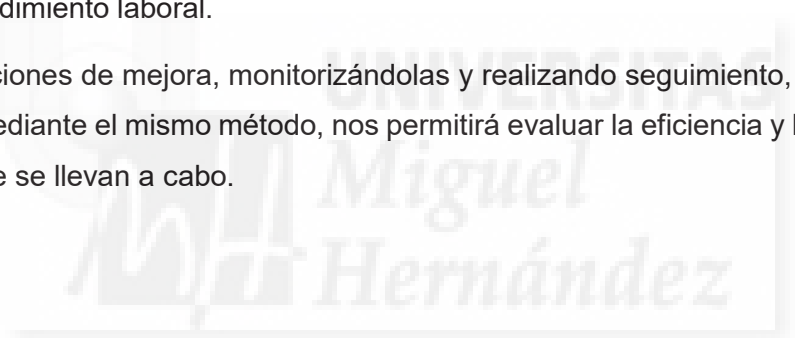 dimiento laboral.
ciones de mejora, monitorizándolas y realizando seguimiento,
ediante el mismo método, nos permitirá evaluar la eficiencia y
e se llevan a cabo.
UNIVERSITAS
Miguel
Hernández